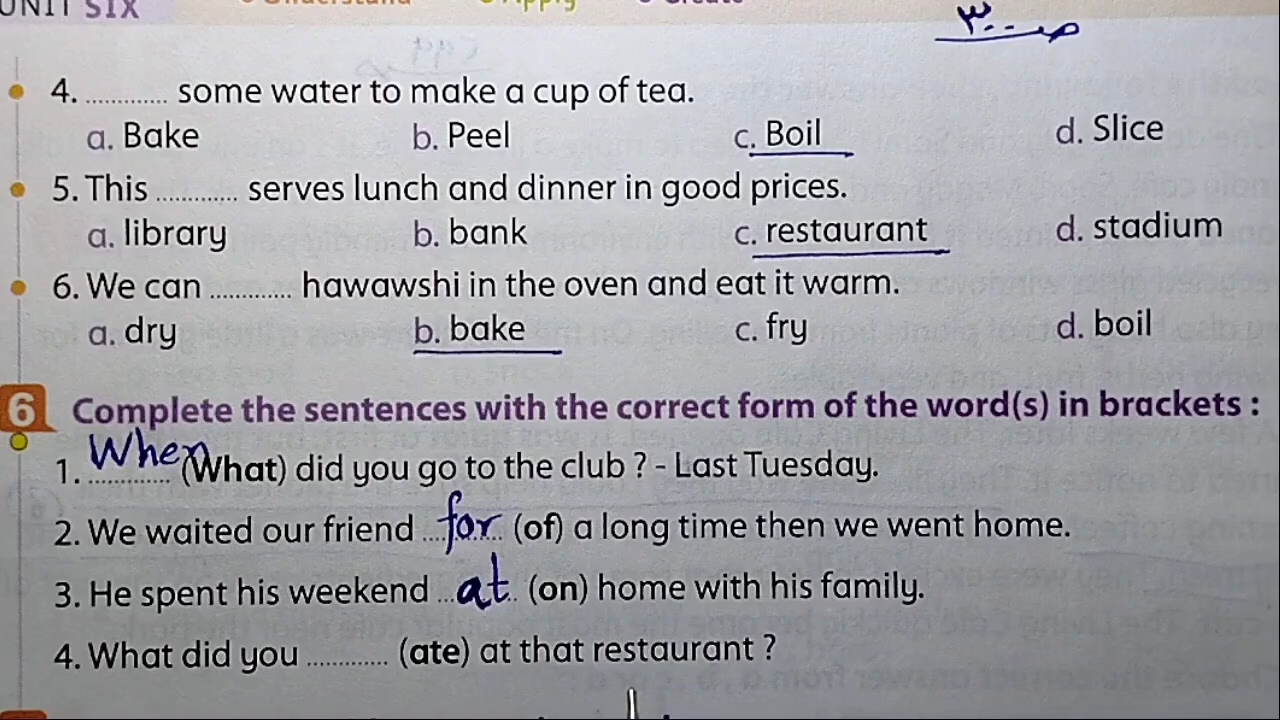 UNIT SIX Understand Apply Create
صـ ٣٠٠
4. ............. some water to make a cup of tea.
a. Bake b. Peel c. Boil d. Slice
5. This ............. serves lunch and dinner in good prices.
a. library b. bank c. restaurant d. stadium
6. We can ............. hawawshi in the oven and eat it warm.
a. dry b. bake c. fry d. boil
6 Complete the sentences with the correct form of the word(s) in brackets :
1. When (What) did you go to the club ? - Last Tuesday.
2. We waited our friend for (of) a long time then we went home.
3. He spent his weekend at (on) home with his family.
4. What did you ............. (ate) at that restaurant ?